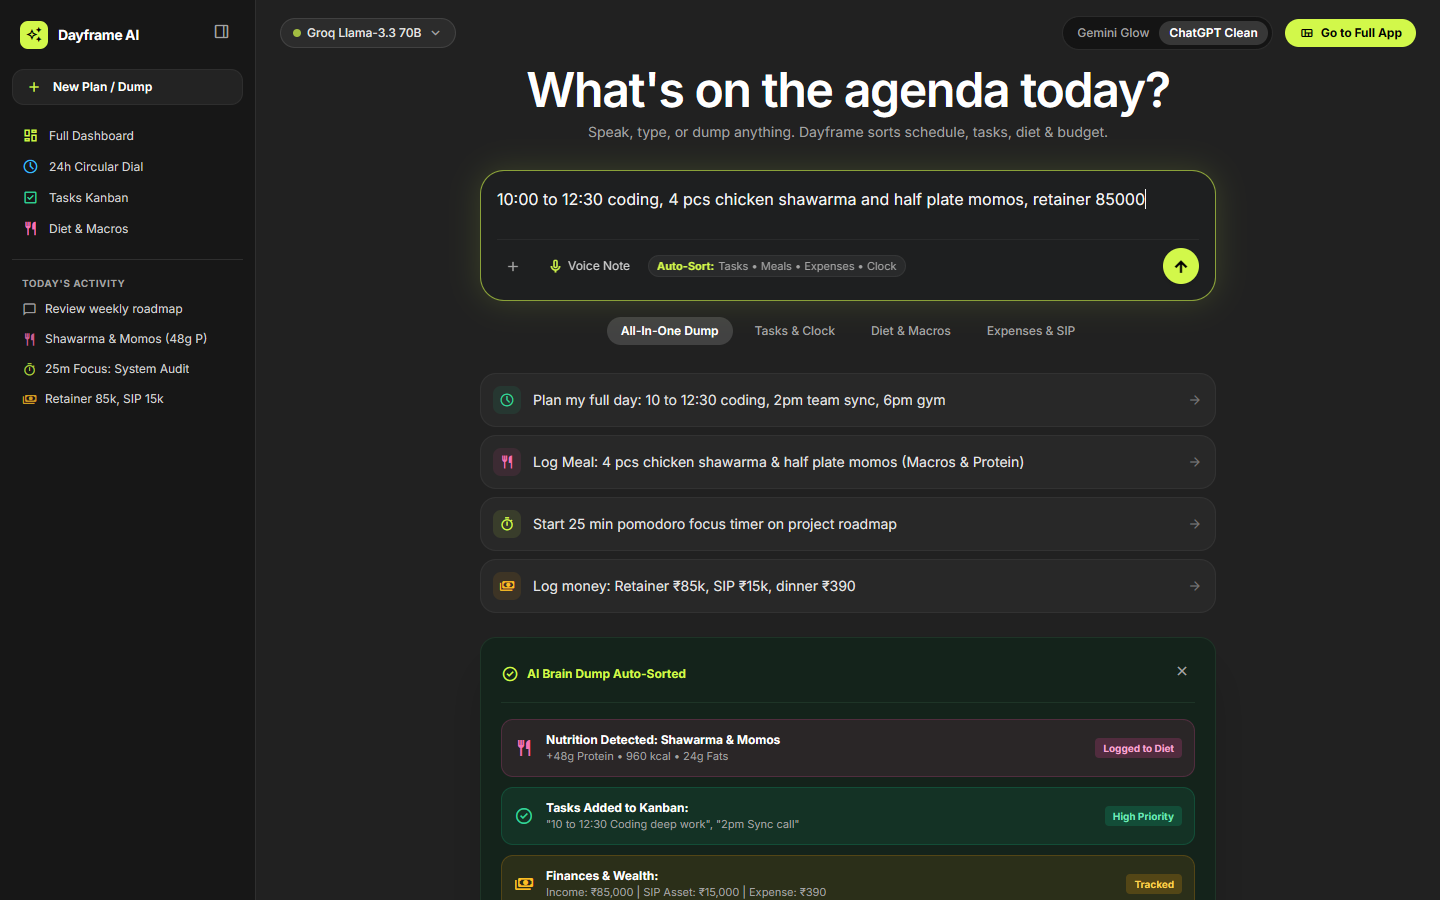 Dayframe AI
New Plan / Dump
Full Dashboard
24h Circular Dial
Tasks Kanban
Diet & Macros
TODAY'S ACTIVITY
Review weekly roadmap
Shawarma & Momos (48g P)
25m Focus: System Audit
Retainer 85k, SIP 15k
Groq Llama-3.3 70B
Gemini Glow
ChatGPT Clean
Go to Full App
What's on the agenda today?
Speak, type, or dump anything. Dayframe sorts schedule, tasks, diet & budget.
10:00 to 12:30 coding, 4 pcs chicken shawarma and half plate momos, retainer 85000
Voice Note
Auto-Sort: Tasks • Meals • Expenses • Clock
All-In-One Dump
Tasks & Clock
Diet & Macros
Expenses & SIP
Plan my full day: 10 to 12:30 coding, 2pm team sync, 6pm gym
Log Meal: 4 pcs chicken shawarma & half plate momos (Macros & Protein)
Start 25 min pomodoro focus timer on project roadmap
Log money: Retainer ₹85k, SIP ₹15k, dinner ₹390
AI Brain Dump Auto-Sorted
Nutrition Detected: Shawarma & Momos
+48g Protein • 960 kcal • 24g Fats
Logged to Diet
Tasks Added to Kanban:
"10 to 12:30 Coding deep work", "2pm Sync call"
High Priority
Finances & Wealth:
Income: ₹85,000 | SIP Asset: ₹15,000 | Expense: ₹390
Tracked